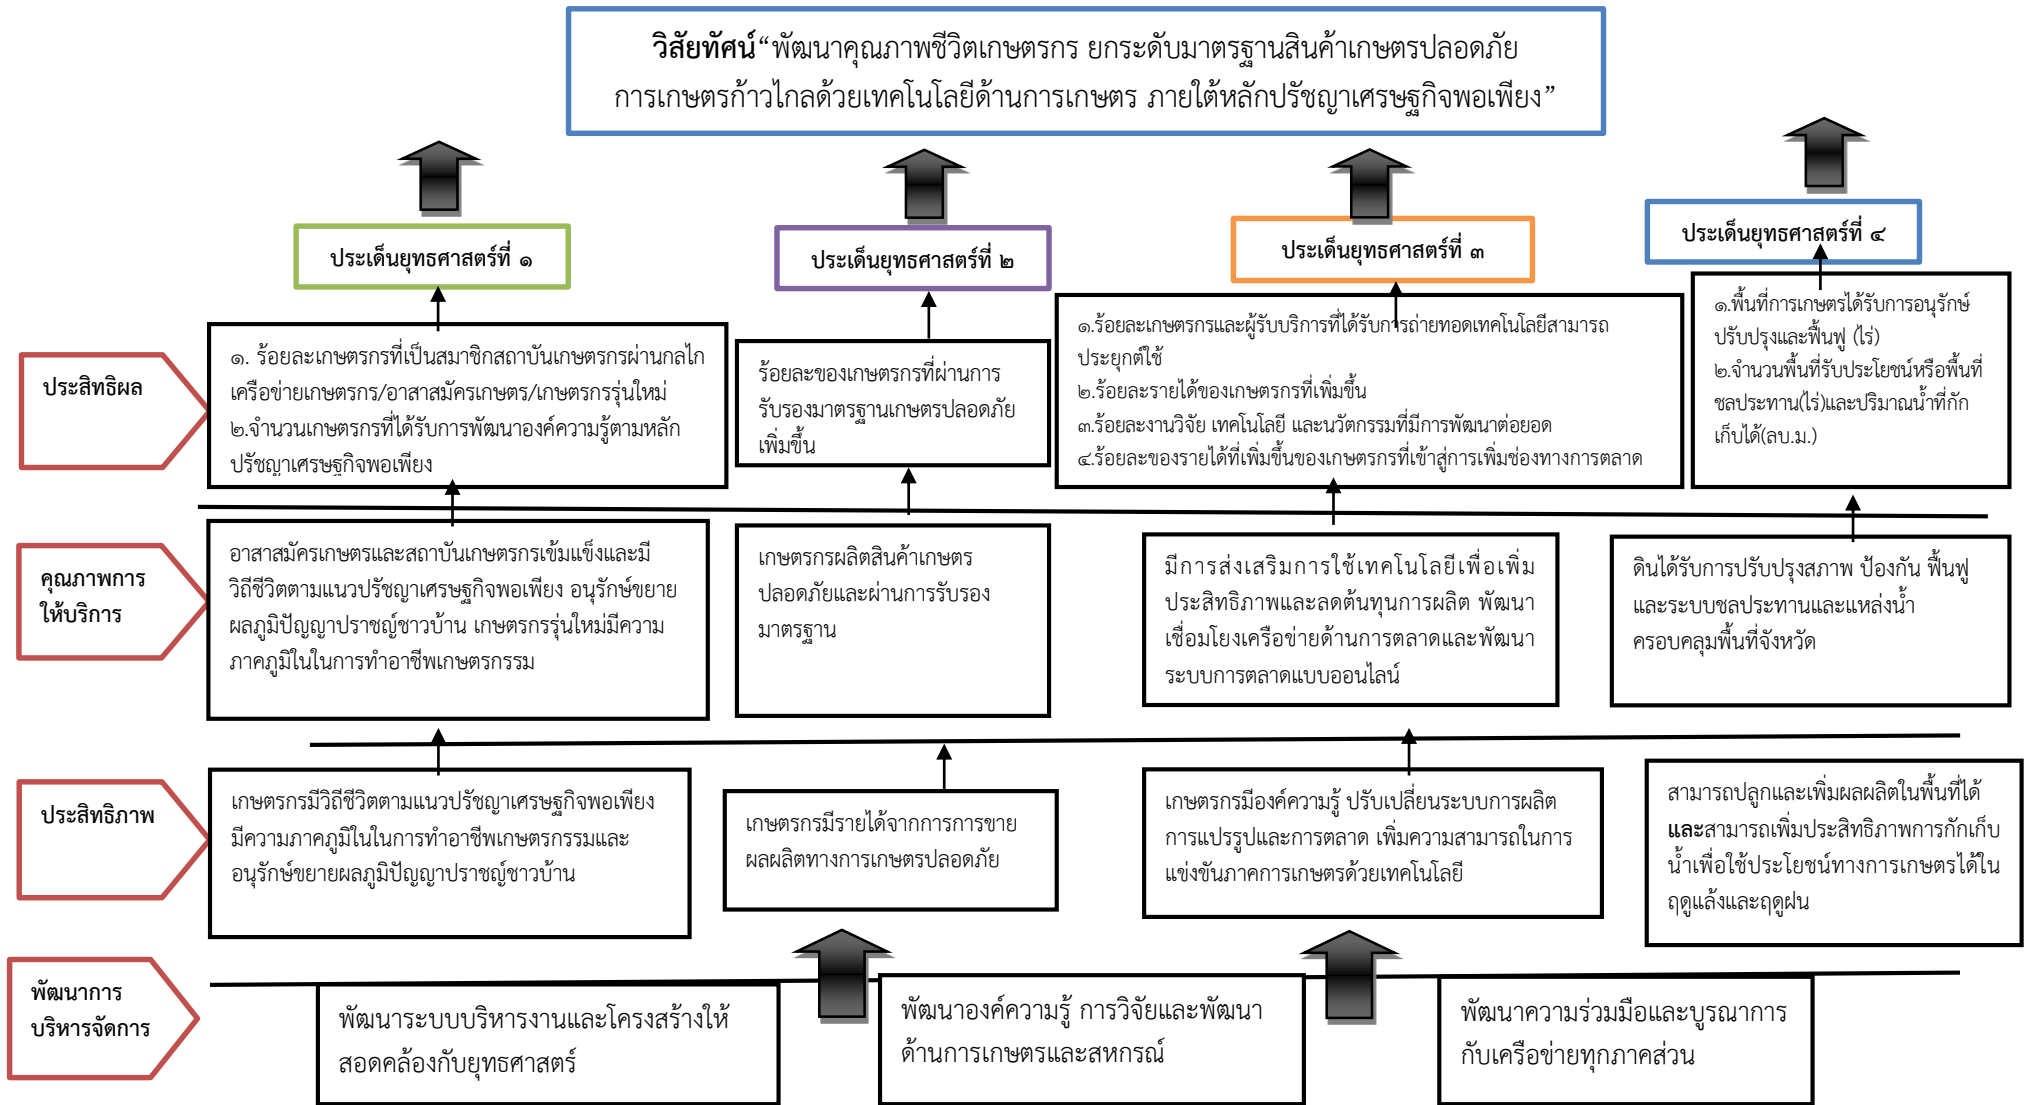 วิสัยทัศน์“พัฒนาคุณภาพชีวิตเกษตรกร ยกระดับมาตรฐานสินค้าเกษตรปลอดภัย
การเกษตรก้าวไกลด้วยเทคโนโลยีด้านการเกษตร ภายใต้หลักปรัชญาเศรษฐกิจพอเพียง”
ประเด็นยุทธศาสตร์ที่ ๑
ประเด็นยุทธศาสตร์ที่ ๒
ประเด็นยุทธศาสตร์ที่ ๓
ประเด็นยุทธศาสตร์ที่ ๔
ประสิทธิผล
๑. ร้อยละเกษตรกรที่เป็นสมาชิกสถาบันเกษตรกรผ่านกลไก
เครือข่ายเกษตรกร/อาสาสมัครเกษตร/เกษตรกรรุ่นใหม่
๒.จำนวนเกษตรกรที่ได้รับการพัฒนาองค์ความรู้ตามหลัก
ปรัชญาเศรษฐกิจพอเพียง
ร้อยละของเกษตรกรที่ผ่านการ
รับรองมาตรฐานเกษตรปลอดภัย
เพิ่มขึ้น
๑.ร้อยละเกษตรกรและผู้รับบริการที่ได้รับการถ่ายทอดเทคโนโลยีสามารถ
ประยุกต์ใช้
๒.ร้อยละรายได้ของเกษตรกรที่เพิ่มขึ้น
๓.ร้อยละงานวิจัย เทคโนโลยี และนวัตกรรมที่มีการพัฒนาต่อยอด
๔.ร้อยละของรายได้ที่เพิ่มขึ้นของเกษตรกรที่เข้าสู่การเพิ่มช่องทางการตลาด
๑.พื้นที่การเกษตรได้รับการอนุรักษ์
ปรับปรุงและฟื้นฟู (ไร่)
๒.จำนวนพื้นที่รับประโยชน์หรือพื้นที่
ชลประทาน(ไร่)และปริมาณน้ำที่กัก
เก็บได้(ลบ.ม.)
คุณภาพการ
ให้บริการ
อาสาสมัครเกษตรและสถาบันเกษตรกรเข้มแข็งและมี
วิถีชีวิตตามแนวปรัชญาเศรษฐกิจพอเพียง อนุรักษ์ขยาย
ผลภูมิปัญญาปราชญ์ชาวบ้าน เกษตรกรรุ่นใหม่มีความ
ภาคภูมิในในการทำอาชีพเกษตรกรรม
เกษตรกรผลิตสินค้าเกษตร
ปลอดภัยและผ่านการรับรอง
มาตรฐาน
มีการส่งเสริมการใช้เทคโนโลยีเพื่อเพิ่ม
ประสิทธิภาพและลดต้นทุนการผลิต พัฒนา
เชื่อมโยงเครือข่ายด้านการตลาดและพัฒนา
ระบบการตลาดแบบออนไลน์
ดินได้รับการปรับปรุงสภาพ ป้องกัน ฟื้นฟู
และระบบชลประทานและแหล่งน้ำ
ครอบคลุมพื้นที่จังหวัด
ประสิทธิภาพ
เกษตรกรมีวิถีชีวิตตามแนวปรัชญาเศรษฐกิจพอเพียง
มีความภาคภูมิในในการทำอาชีพเกษตรกรรมและ
อนุรักษ์ขยายผลภูมิปัญญาปราชญ์ชาวบ้าน
เกษตรกรมีรายได้จากการการขาย
ผลผลิตทางการเกษตรปลอดภัย
เกษตรกรมีองค์ความรู้ ปรับเปลี่ยนระบบการผลิต
การแปรรูปและการตลาด เพิ่มความสามารถในการ
แข่งขันภาคการเกษตรด้วยเทคโนโลยี
สามารถปลูกและเพิ่มผลผลิตในพื้นที่ได้
และสามารถเพิ่มประสิทธิภาพการกักเก็บ
น้ำเพื่อใช้ประโยชน์ทางการเกษตรได้ใน
ฤดูแล้งและฤดูฝน
พัฒนาการ
บริหารจัดการ
พัฒนาระบบบริหารงานและโครงสร้างให้
สอดคล้องกับยุทธศาสตร์
พัฒนาองค์ความรู้ การวิจัยและพัฒนา
ด้านการเกษตรและสหกรณ์
พัฒนาความร่วมมือและบูรณาการ
กับเครือข่ายทุกภาคส่วน